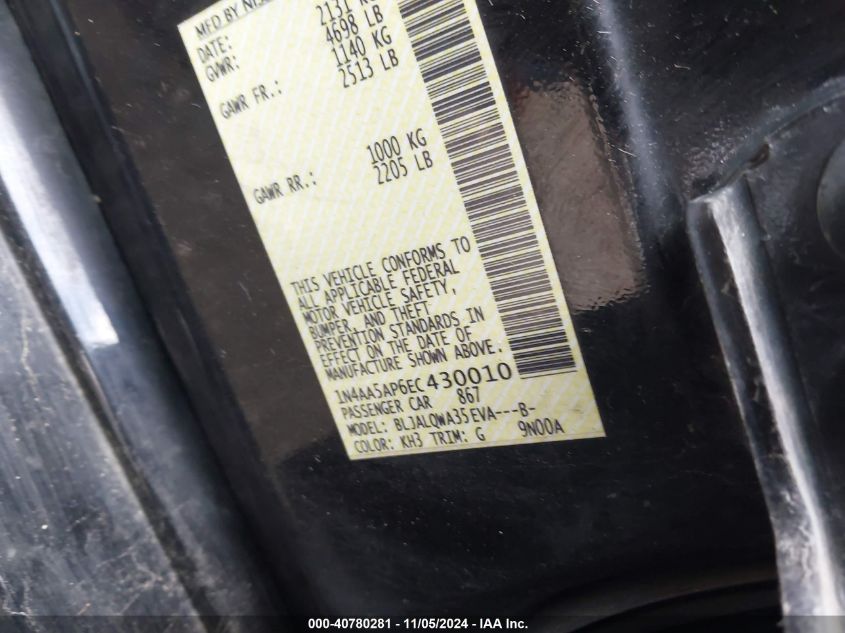 MFD BY
DATE:
GVWR: 2131 KG
4698 LB
GAWR FR.: 1140 KG
2513 LB
GAWR RR.: 1000 KG
2205 LB
THIS VEHICLE CONFORMS TO
ALL APPLICABLE FEDERAL
MOTOR VEHICLE SAFETY,
BUMPER, AND THEFT
PREVENTION STANDARDS IN
EFFECT ON THE DATE OF
MANUFACTURE SHOWN ABOVE.
1N4AA5AP6EC430010
PASSENGER CAR 867
MODEL: BLJALQWA35EVA---B-
COLOR: KH3 TRIM: G 9N00A
000-40780281 - 11/05/2024 - IAA Inc.